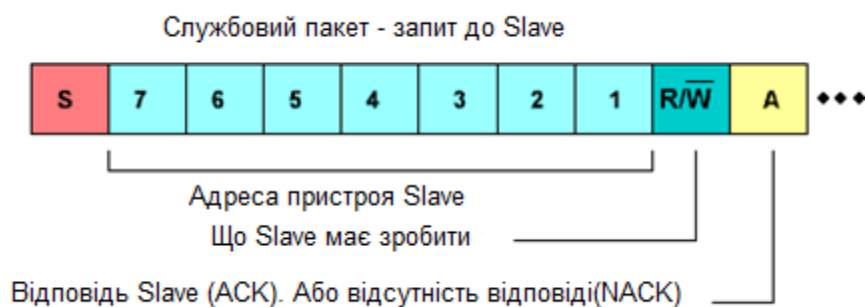 Службовий пакет - запит до Slave
S 7 6 5 4 3 2 1 R/W̅ A
Адреса пристроя Slave
Що Slave має зробити
Відповідь Slave (ACK). Або відсутність відповіді(NACK)